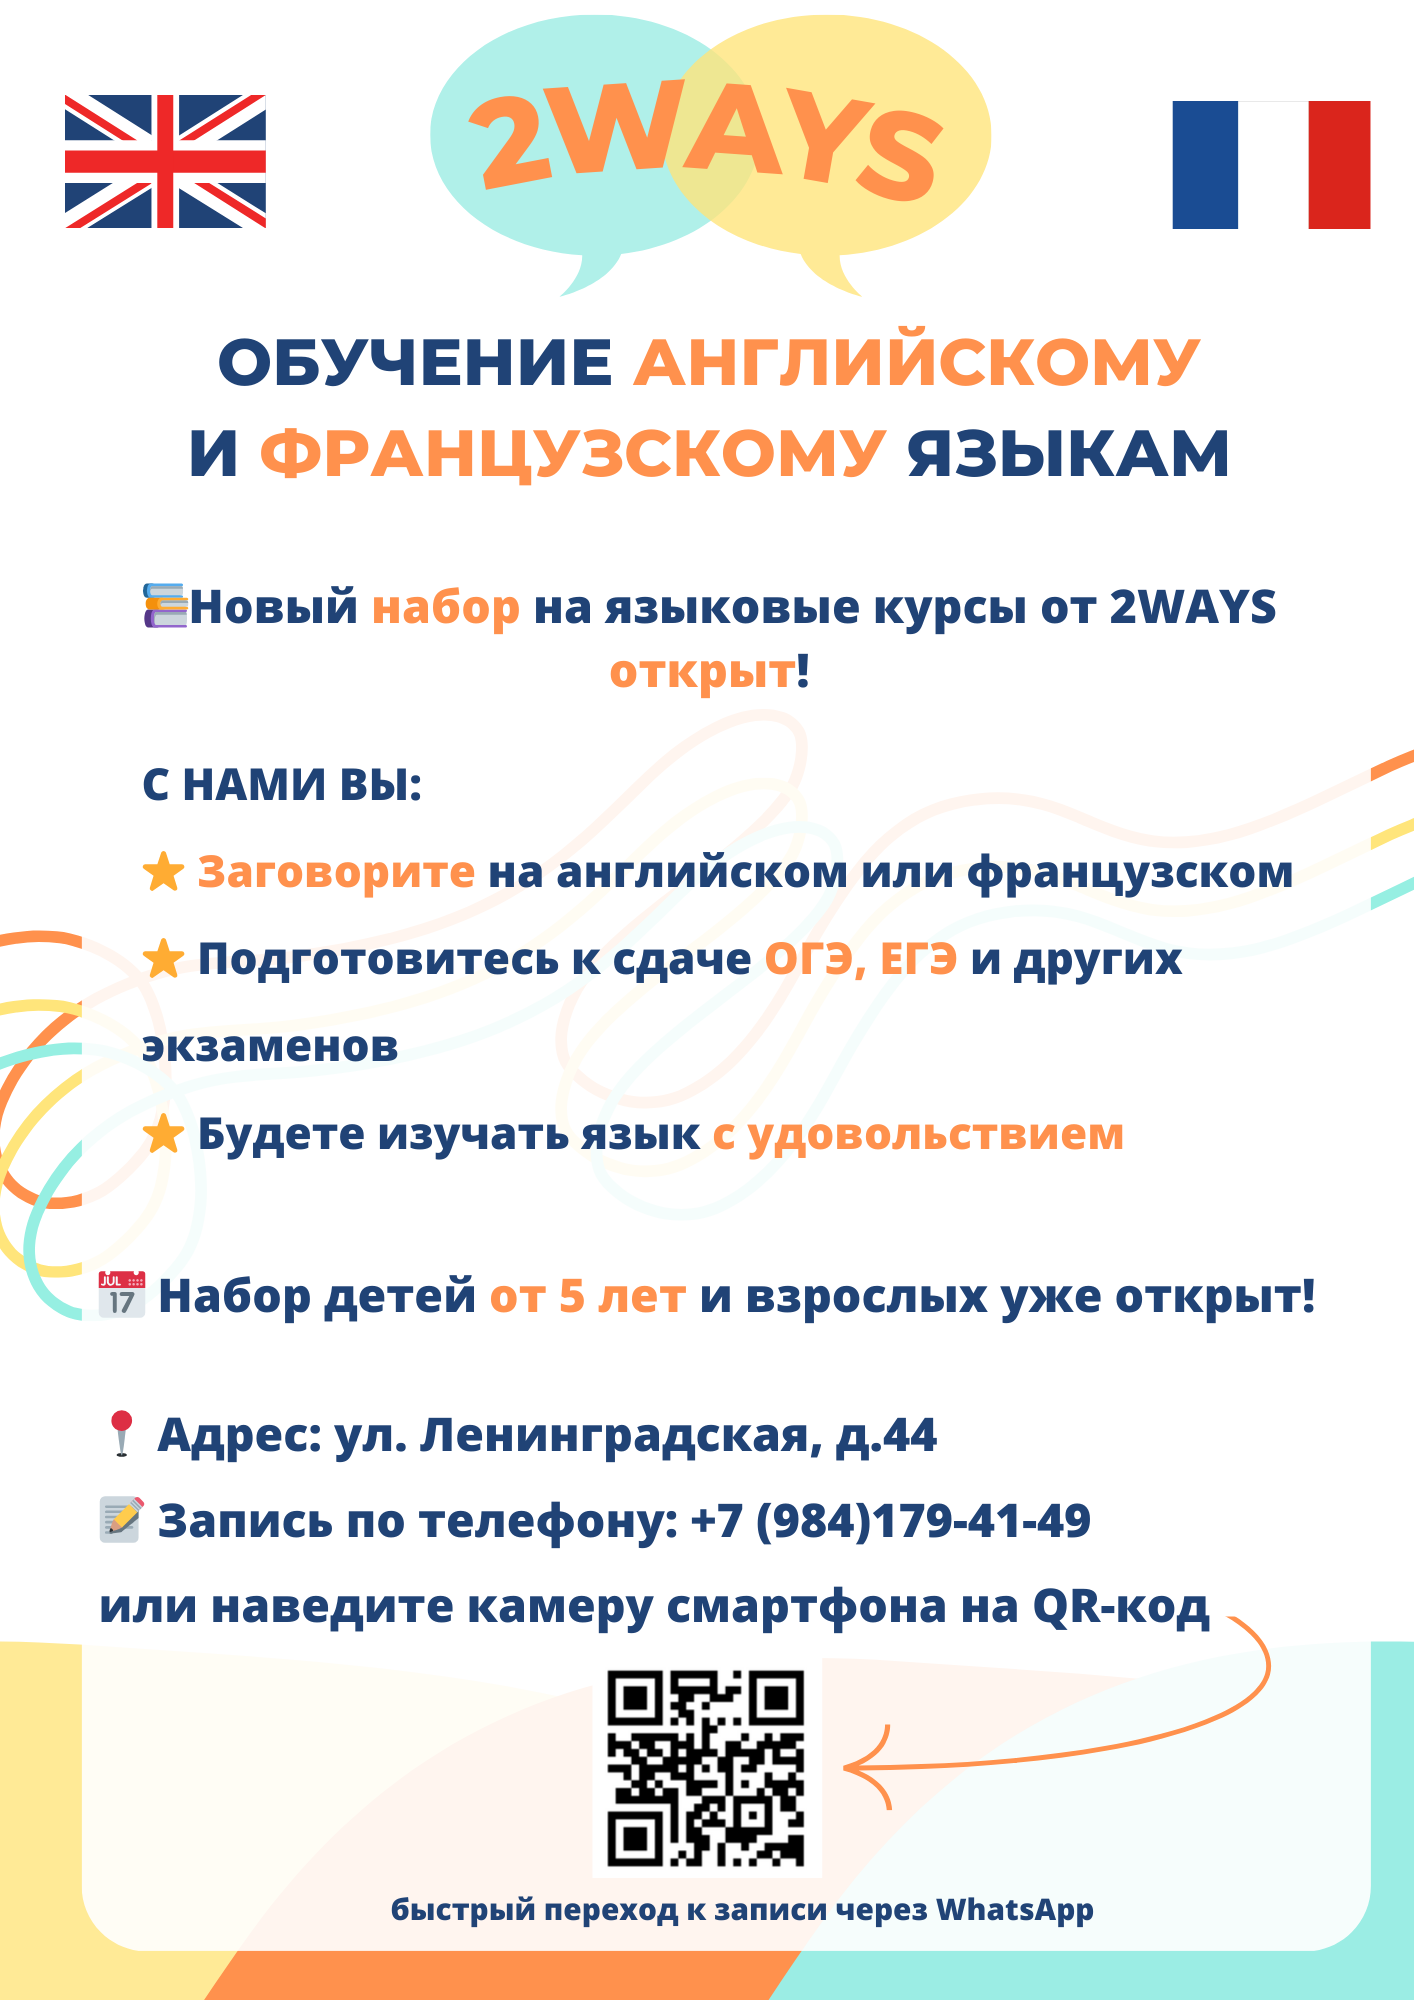 2WAYS
ОБУЧЕНИЕ АНГЛИЙСКОМУ
И ФРАНЦУЗСКОМУ ЯЗЫКАМ
Новый набор на языковые курсы от 2WAYS
открыт!
С НАМИ ВЫ:
Заговорите на английском или французском
Подготовитесь к сдаче ОГЭ, ЕГЭ и других
экзаменов
Будете изучать язык с удовольствием
JUL
17
Набор детей от 5 лет и взрослых уже открыт!
Адрес: ул. Ленинградская, д.44
Запись по телефону: +7 (984)179-41-49
или наведите камеру смартфона на QR-код
быстрый переход к записи через WhatsApp